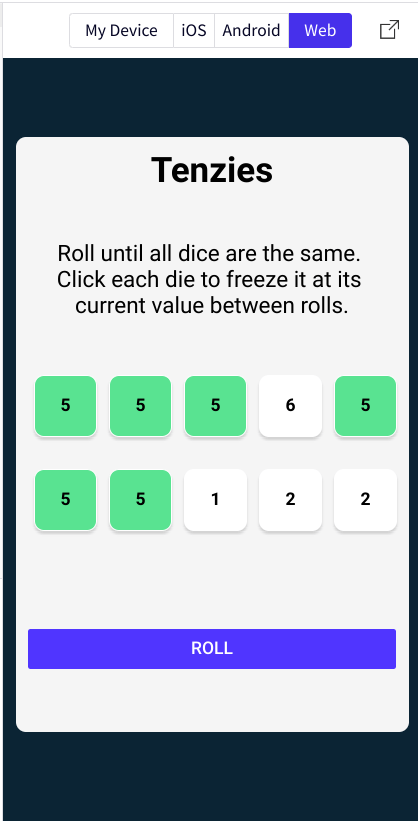 My Device iOS Android Web
Tenzies
Roll until all dice are the same.
Click each die to freeze it at its
current value between rolls.
5 5 5 6 5
5 5 1 2 2
ROLL